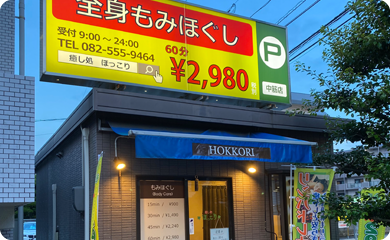 全身もみほぐし
受付 9:00~24:00
TEL 082-555-9464
癒し処 ほっこり
60分
¥2,980
P
中筋店
HOKKORI
もみほぐし
(Body Care)